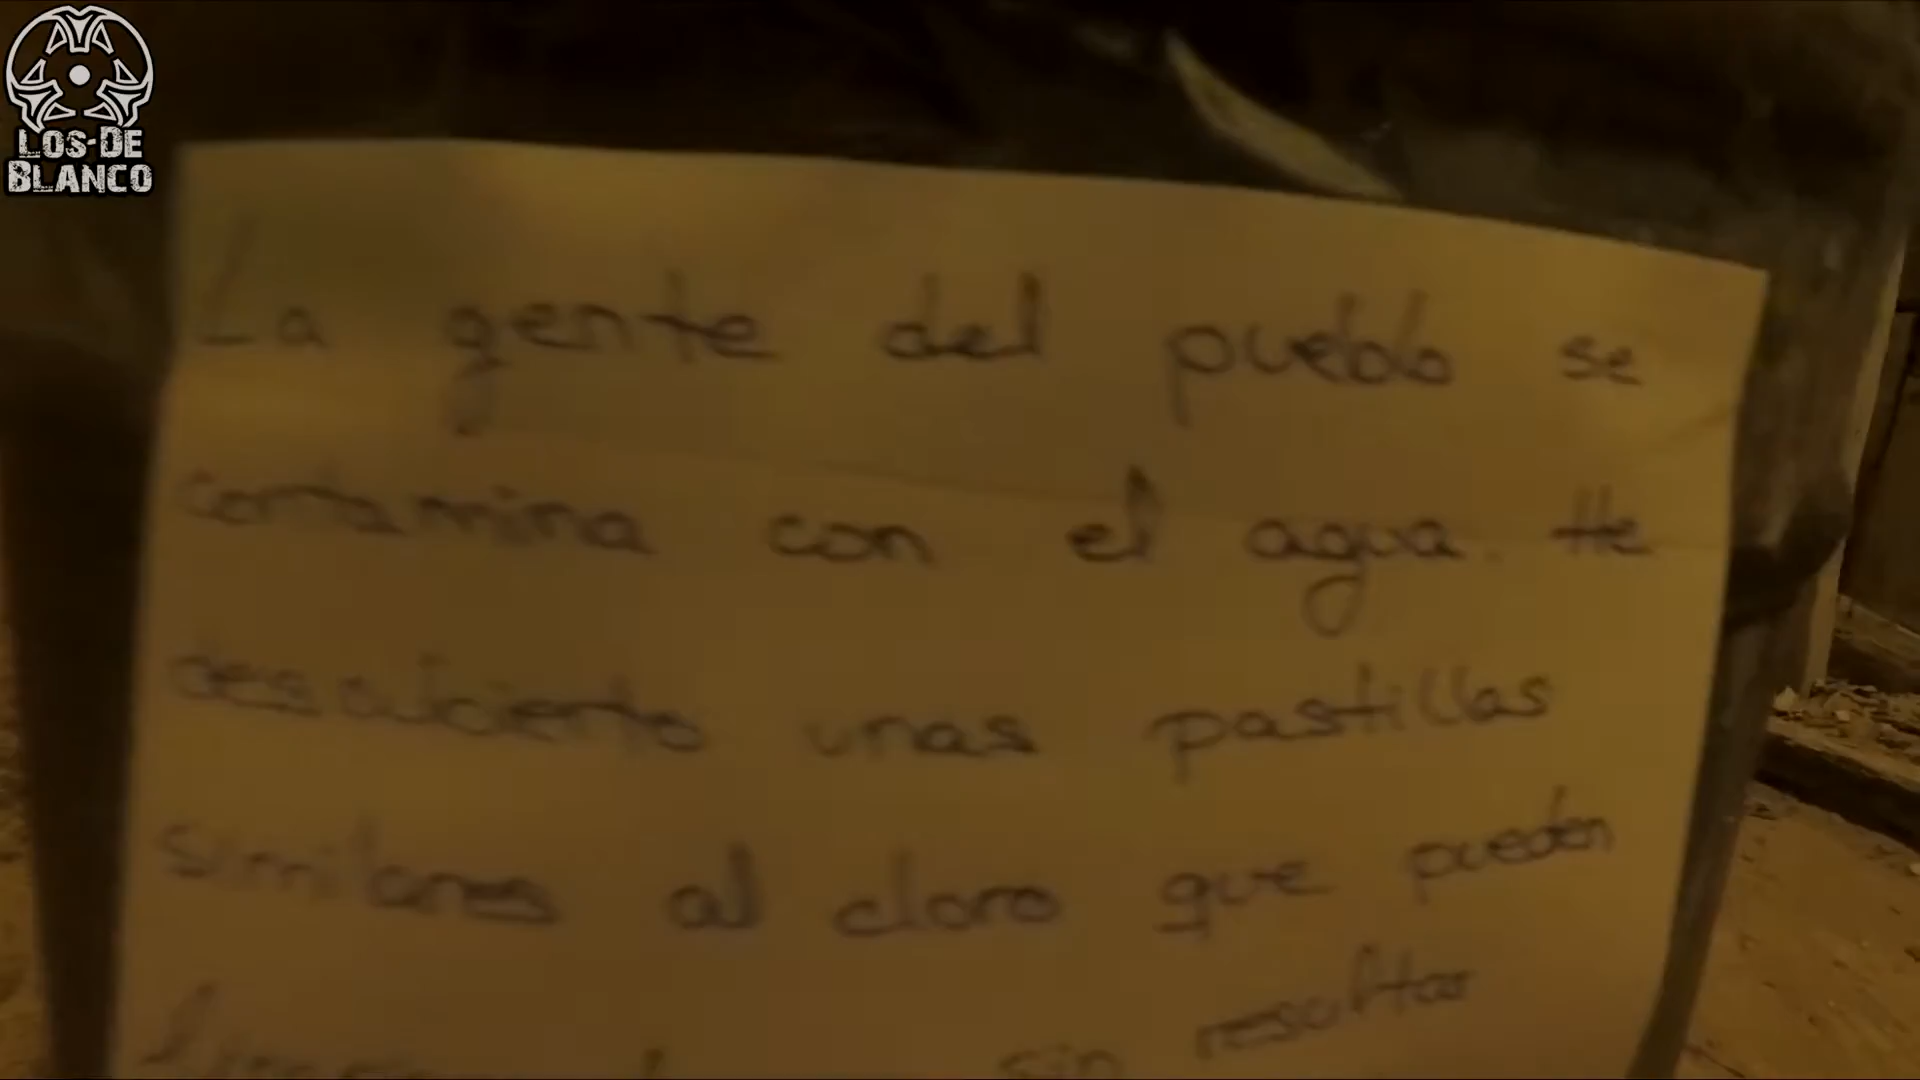 LOS-DE
BLANCO
La gente del pueblo se
contamina con el agua. He
descubierto unas pastillas
similares al cloro que pueden
sin resultar